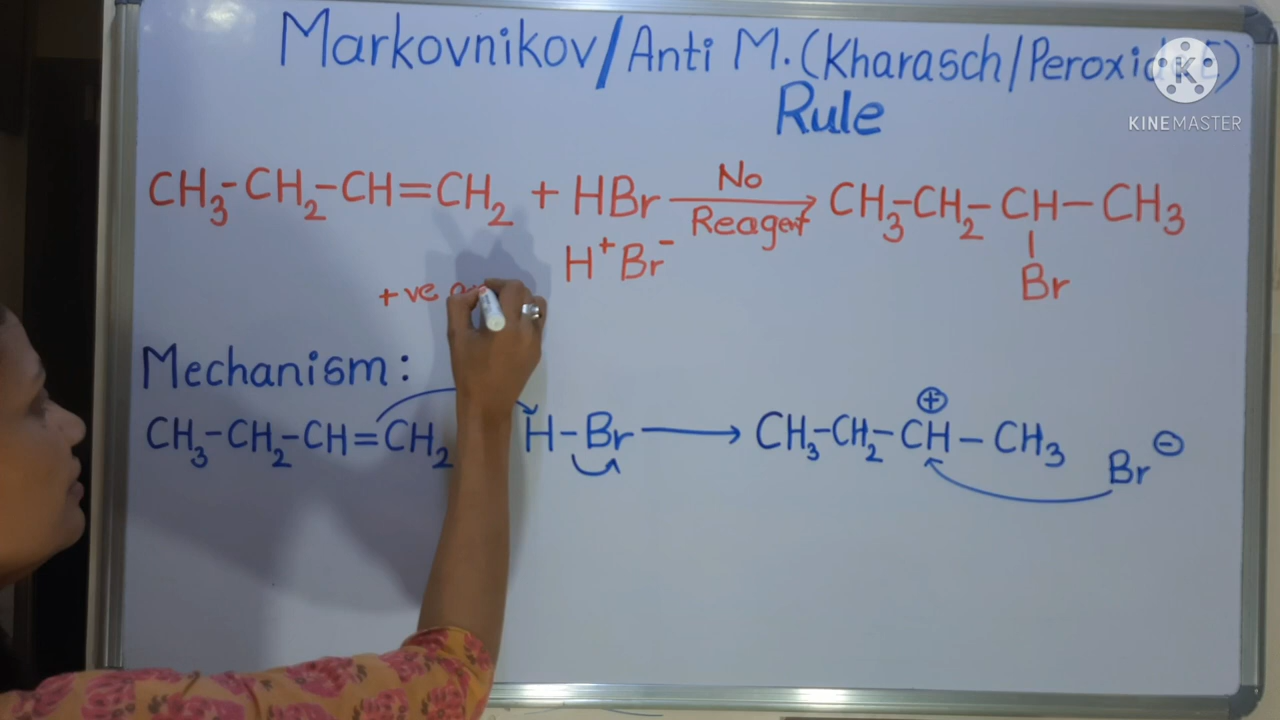 Markovnikov/Anti M. (Kharasch/Peroxid E)
Rule
K
KINEMASTER
CH₃-CH₂-CH=CH₂ + HBr No Reagent → CH₃-CH₂-CH-CH₃
H⁺Br⁻
Br
+ve
Mechanism:
CH₃-CH₂-CH=CH₂ H-Br → CH₃-CH₂-CH-CH₃ Br⊖
⊕